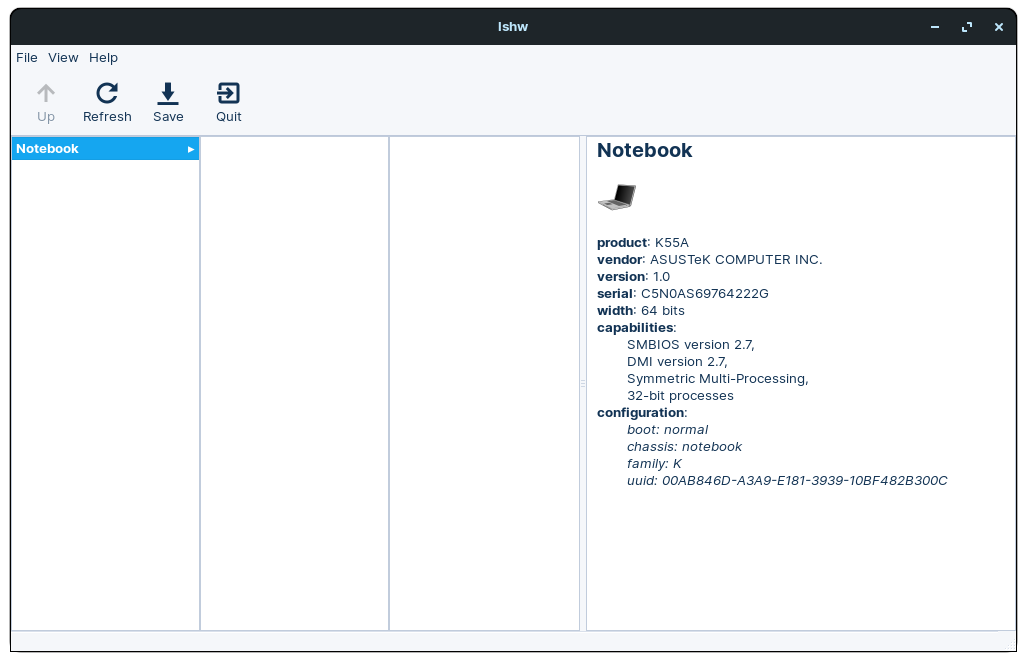 lshw
File View Help
Up Refresh Save Quit
Notebook
Notebook
product: K55A
vendor: ASUSTeK COMPUTER INC.
version: 1.0
serial: C5N0AS69764222G
width: 64 bits
capabilities:
SMBIOS version 2.7,
DMI version 2.7,
Symmetric Multi-Processing,
32-bit processes
configuration:
boot: normal
chassis: notebook
family: K
uuid: 00AB846D-A3A9-E181-3939-10BF482B300C